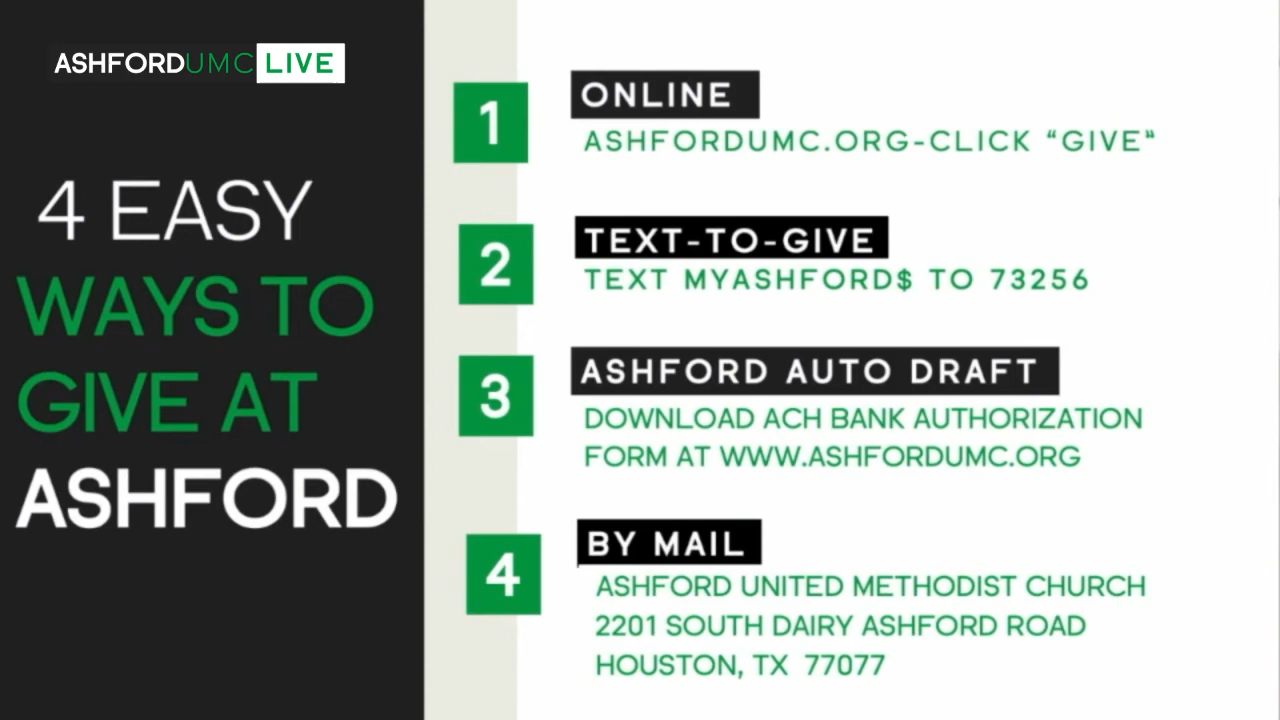 ASHFORDUMC LIVE
4 EASY
WAYS TO
GIVE AT
ASHFORD
1
ONLINE
ASHFORDUMC.ORG-CLICK “GIVE”
2
TEXT-TO-GIVE
TEXT MYASHFORD$ TO 73256
3
ASHFORD AUTO DRAFT
DOWNLOAD ACH BANK AUTHORIZATION
FORM AT WWW.ASHFORDUMC.ORG
4
BY MAIL
ASHFORD UNITED METHODIST CHURCH
2201 SOUTH DAIRY ASHFORD ROAD
HOUSTON, TX  77077